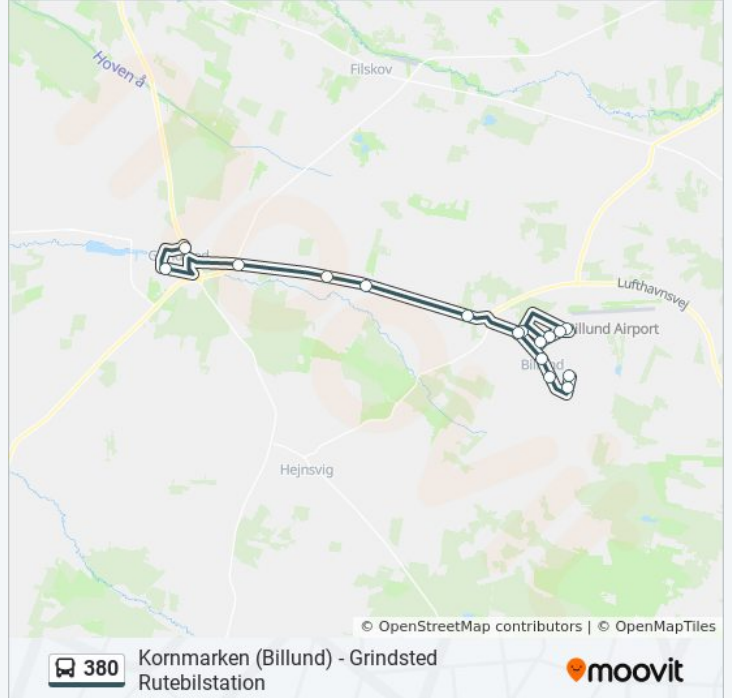 Hoven å
Filskov
Lufthavnsvej
Billund Airport
Hejnsvig
© OpenStreetMap contributors | © OpenMapTiles
380
Kornmarken (Billund) - Grindsted
Rutebilstation
moovit